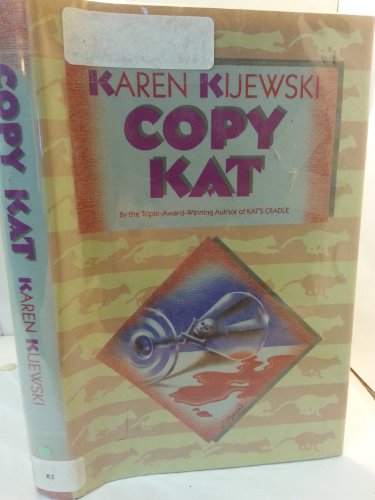 KAREN KIJEWSKI
COPY
KAT
By the Triple-Award-Winning Author of KAT'S CRADLE
COPY KAT KAREN KIJEWSKI